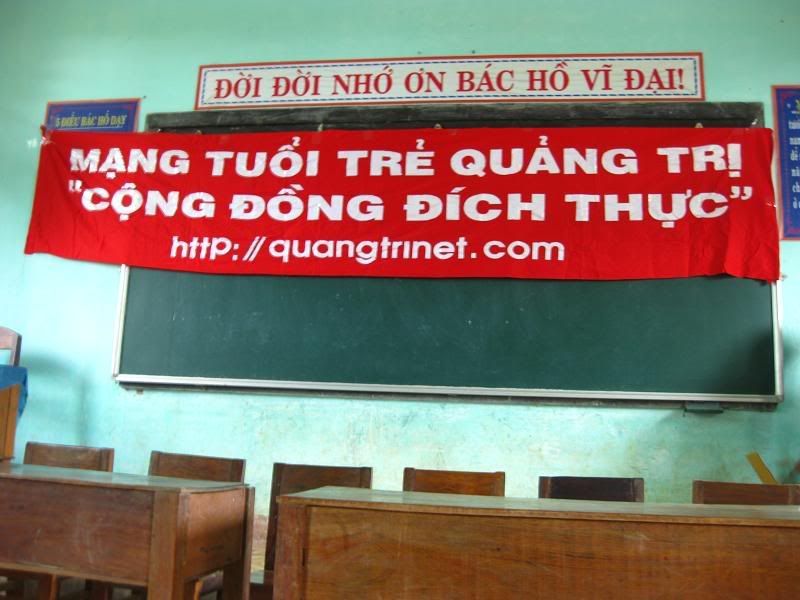 ĐỜI ĐỜI NHỚ ƠN BÁC HỒ VĨ ĐẠI!
5 ĐIỀU BÁC HỒ DẠY
MẠNG TUỔI TRẺ QUẢNG TRỊ
"CỘNG ĐỒNG ĐÍCH THỰC"
http://quangtrinet.com